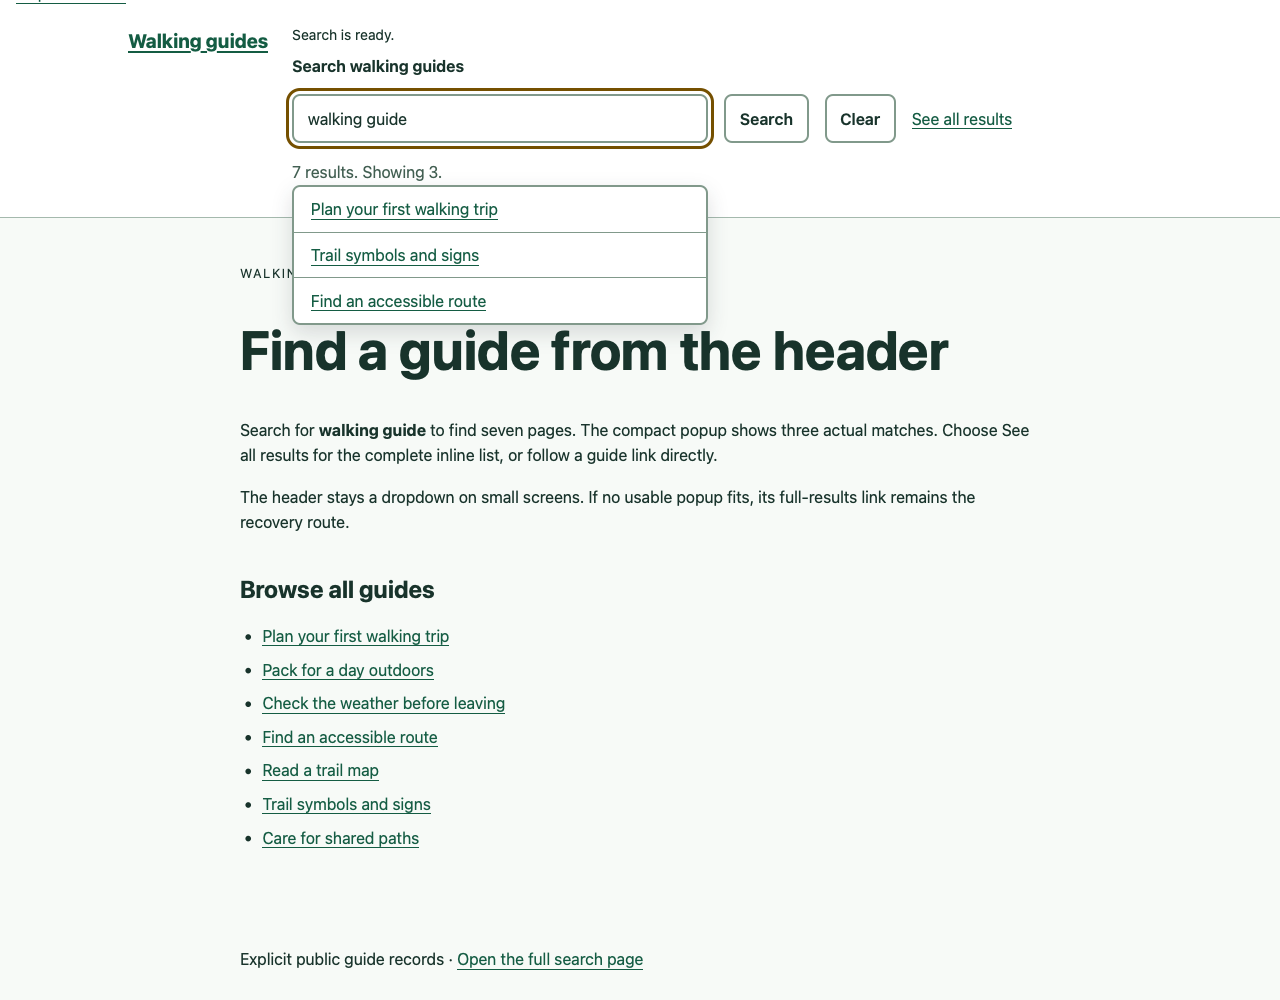 Walking guides
Search is ready.
Search walking guides
walking guide
Search
Clear
See all results
7 results. Showing 3.
Plan your first walking trip
Trail symbols and signs
Find an accessible route
Find a guide from the header
Search for walking guide to find seven pages. The compact popup shows three actual matches. Choose See
all results for the complete inline list, or follow a guide link directly.
The header stays a dropdown on small screens. If no usable popup fits, its full-results link remains the
recovery route.
Browse all guides
• Plan your first walking trip
• Pack for a day outdoors
• Check the weather before leaving
• Find an accessible route
• Read a trail map
• Trail symbols and signs
• Care for shared paths
Explicit public guide records · Open the full search page